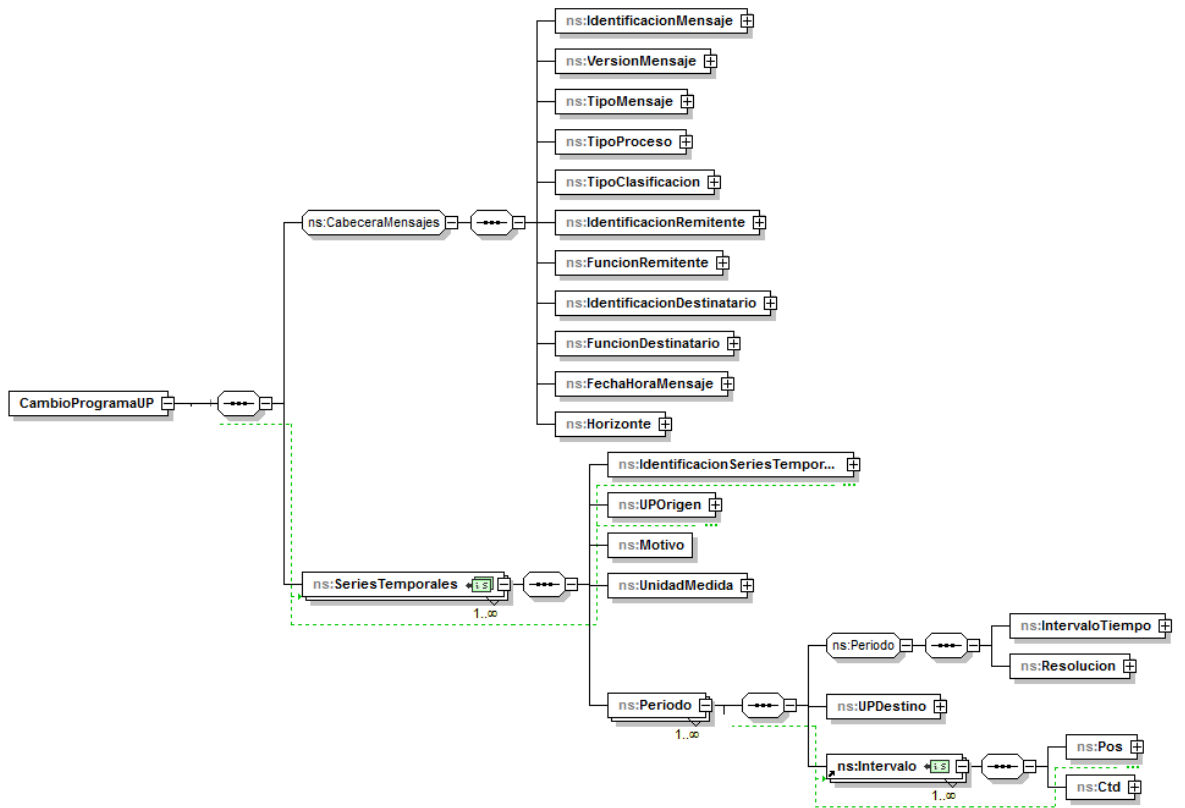 ns:IdentificacionMensaje
ns:VersionMensaje
ns:TipoMensaje
ns:TipoProceso
ns:TipoClasificacion
ns:CabeceraMensajes
ns:IdentificacionRemitente
ns:FuncionRemitente
ns:IdentificacionDestinatario
ns:FuncionDestinatario
ns:FechaHoraMensaje
CambioProgramaUP
ns:Horizonte
ns:IdentificacionSeriesTempor...
ns:UPOrigen
ns:Motivo
ns:SeriesTemporales
is
ns:UnidadMedida
1..∞
ns:Periodo
ns:IntervaloTiempo
ns:Resolucion
ns:Periodo
1..∞
ns:UPDestino
ns:Intervalo
is
1..∞
ns:Pos
ns:Ctd